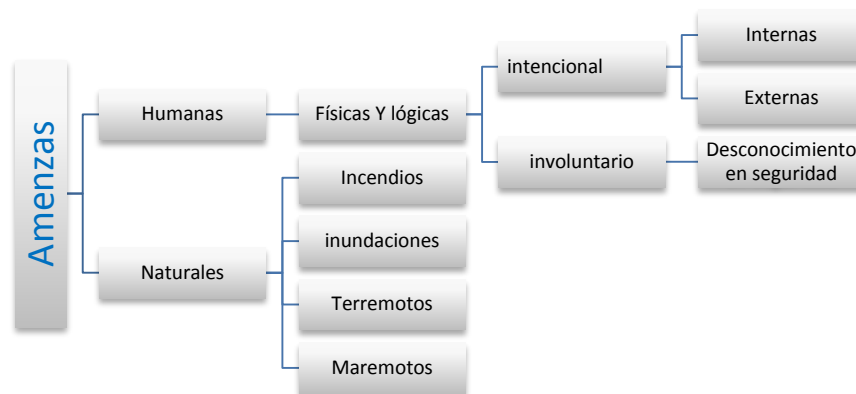 Amenzas
Humanas
Físicas Y lógicas
intencional
Internas
Externas
involuntario
Desconocimiento
en seguridad
Naturales
Incendios
inundaciones
Terremotos
Maremotos